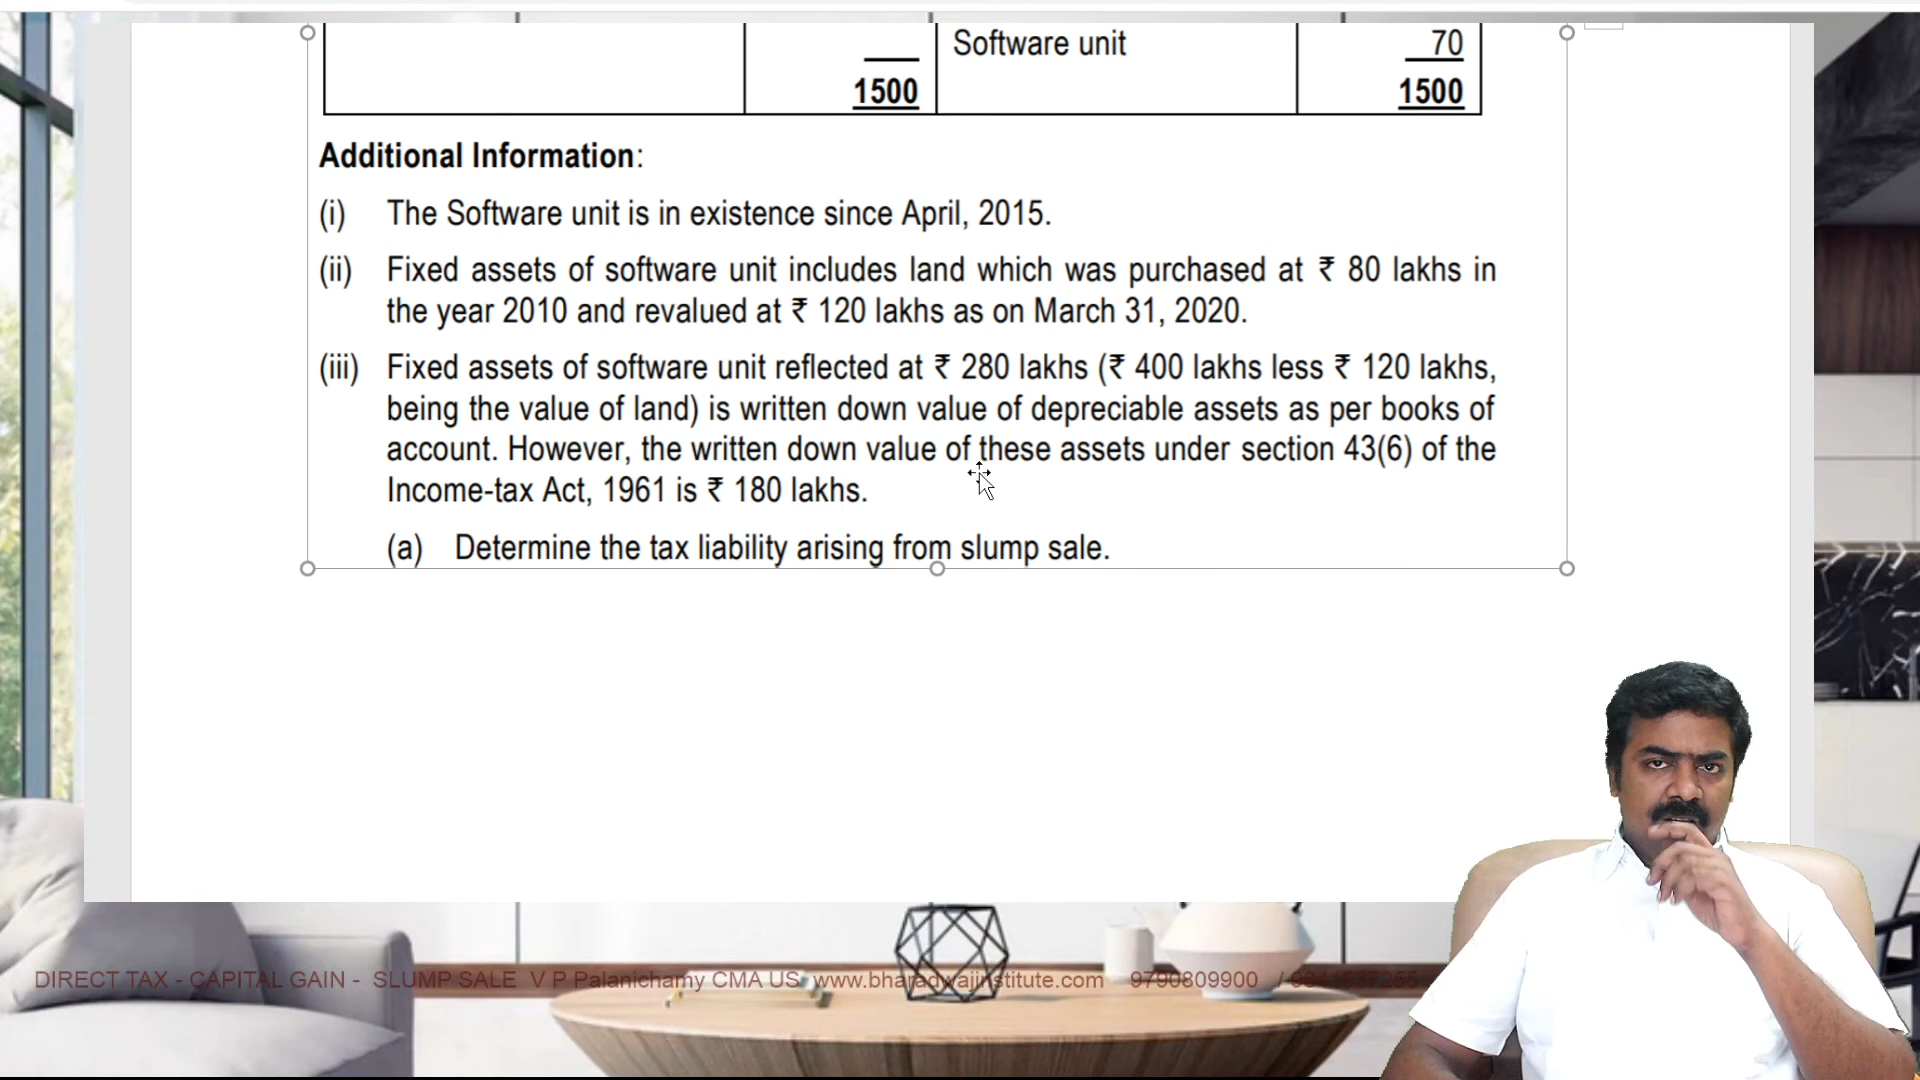 Software unit 70
1500 1500
Additional Information:
(i) The Software unit is in existence since April, 2015.
(ii) Fixed assets of software unit includes land which was purchased at ₹ 80 lakhs in
the year 2010 and revalued at ₹ 120 lakhs as on March 31, 2020.
(iii) Fixed assets of software unit reflected at ₹ 280 lakhs (₹ 400 lakhs less ₹ 120 lakhs,
being the value of land) is written down value of depreciable assets as per books of
account. However, the written down value of these assets under section 43(6) of the
Income-tax Act, 1961 is ₹ 180 lakhs.
(a) Determine the tax liability arising from slump sale.
DIRECT TAX - CAPITAL GAIN - SLUMP SALE V P Palanichamy CMA US www.bharadwajinstitute.com 9790809900 /